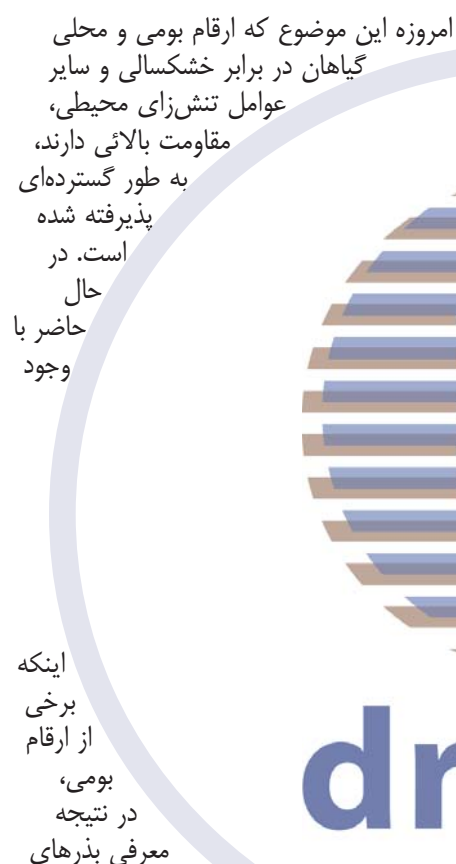 امروزه این موضوع که ارقام بومی و محلی
گیاهان در برابر خشکسالی و سایر
عوامل تنش‌زای محیطی،
مقاومت بالائی دارند،
به طور گسترده‌ای
پذیرفته شده
است. در
حال
حاضر با
وجود
اینکه
برخی
از ارقام
بومی،
در نتیجه
معرفی بذرهای
dr